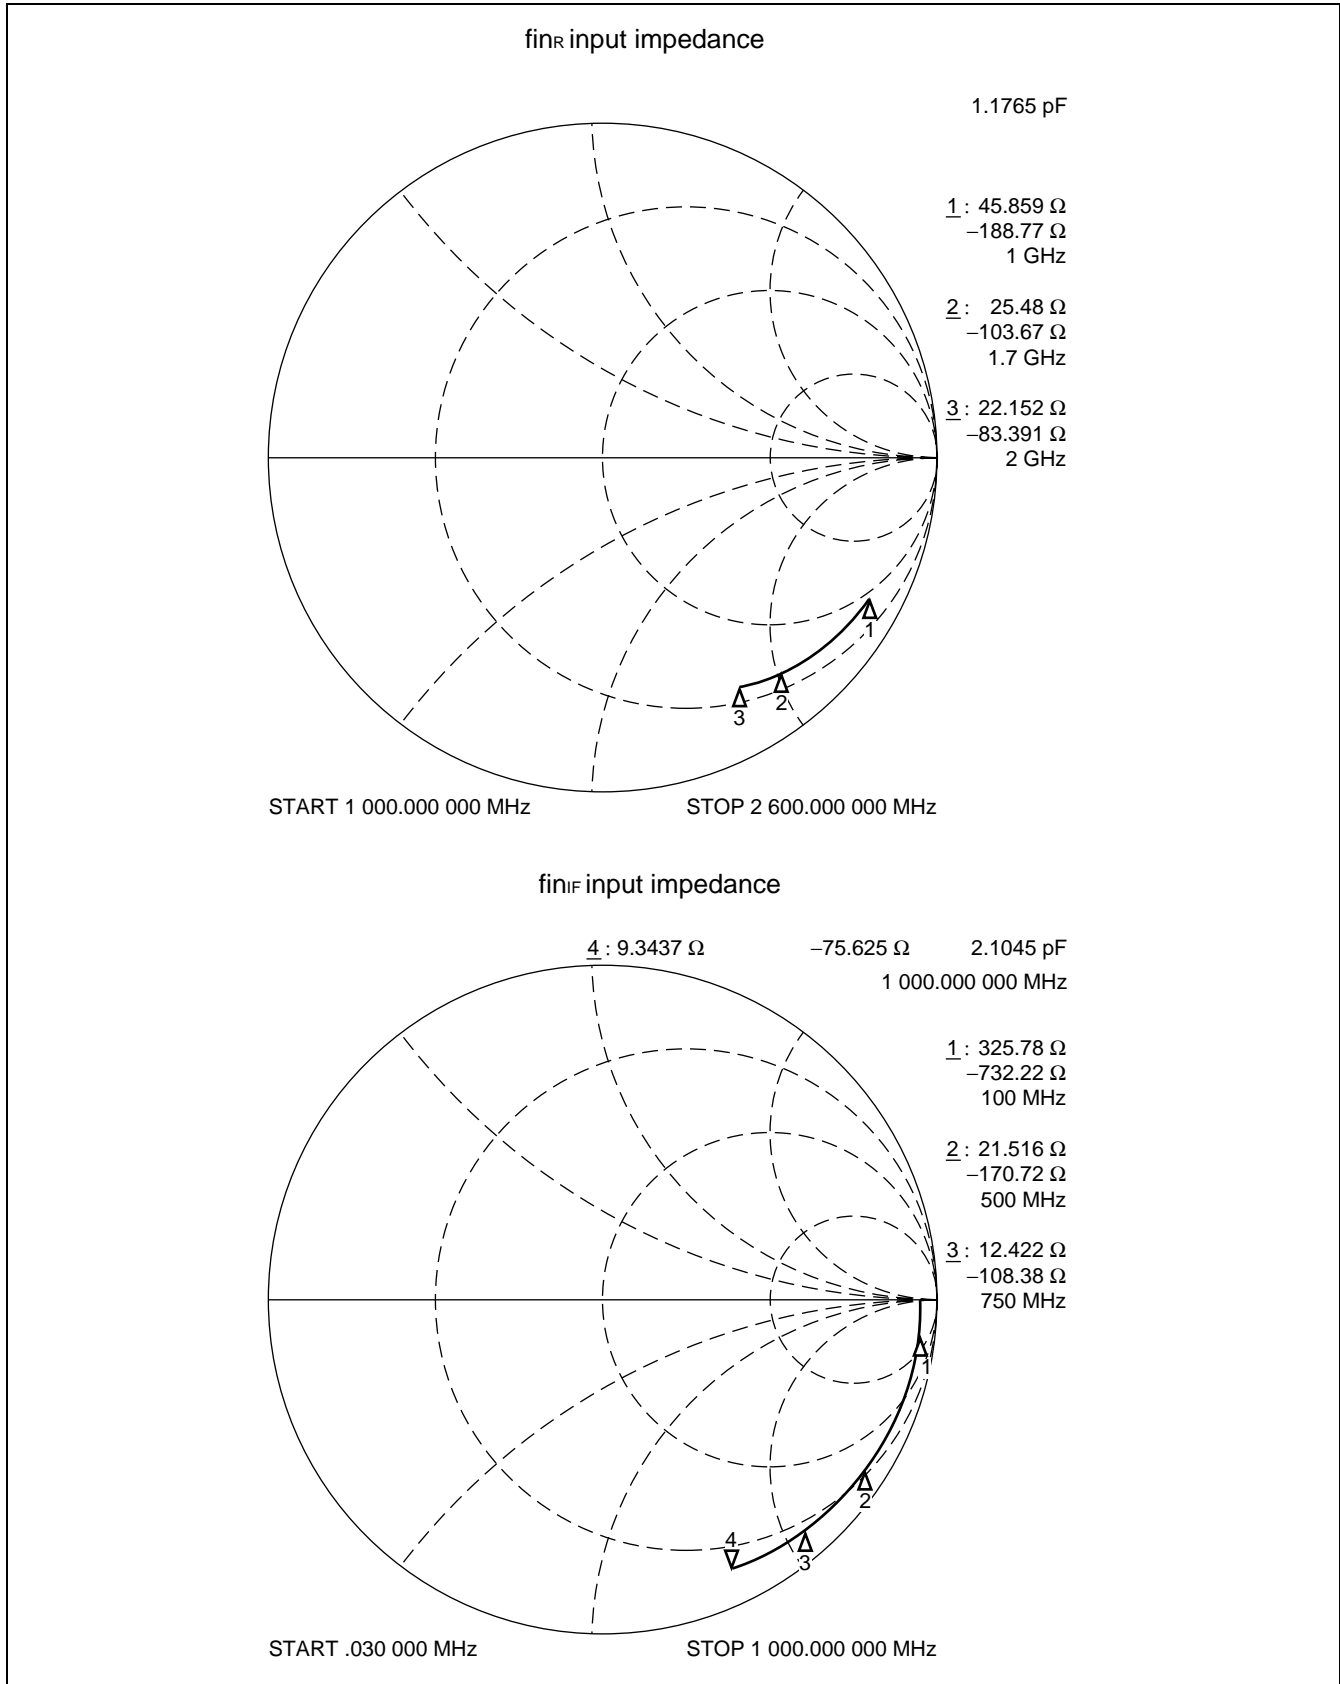 finR input impedance
1.1765 pF
1 : 45.859 Ω
−188.77 Ω
1 GHz
2 : 25.48 Ω
−103.67 Ω
1.7 GHz
3 : 22.152 Ω
−83.391 Ω
2 GHz
1
2
3
START 1 000.000 000 MHz STOP 2 600.000 000 MHz
finIF input impedance
4 : 9.3437 Ω −75.625 Ω 2.1045 pF
1 000.000 000 MHz
1 : 325.78 Ω
−732.22 Ω
100 MHz
2 : 21.516 Ω
−170.72 Ω
500 MHz
3 : 12.422 Ω
−108.38 Ω
750 MHz
1
2
4
3
START .030 000 MHz STOP 1 000.000 000 MHz